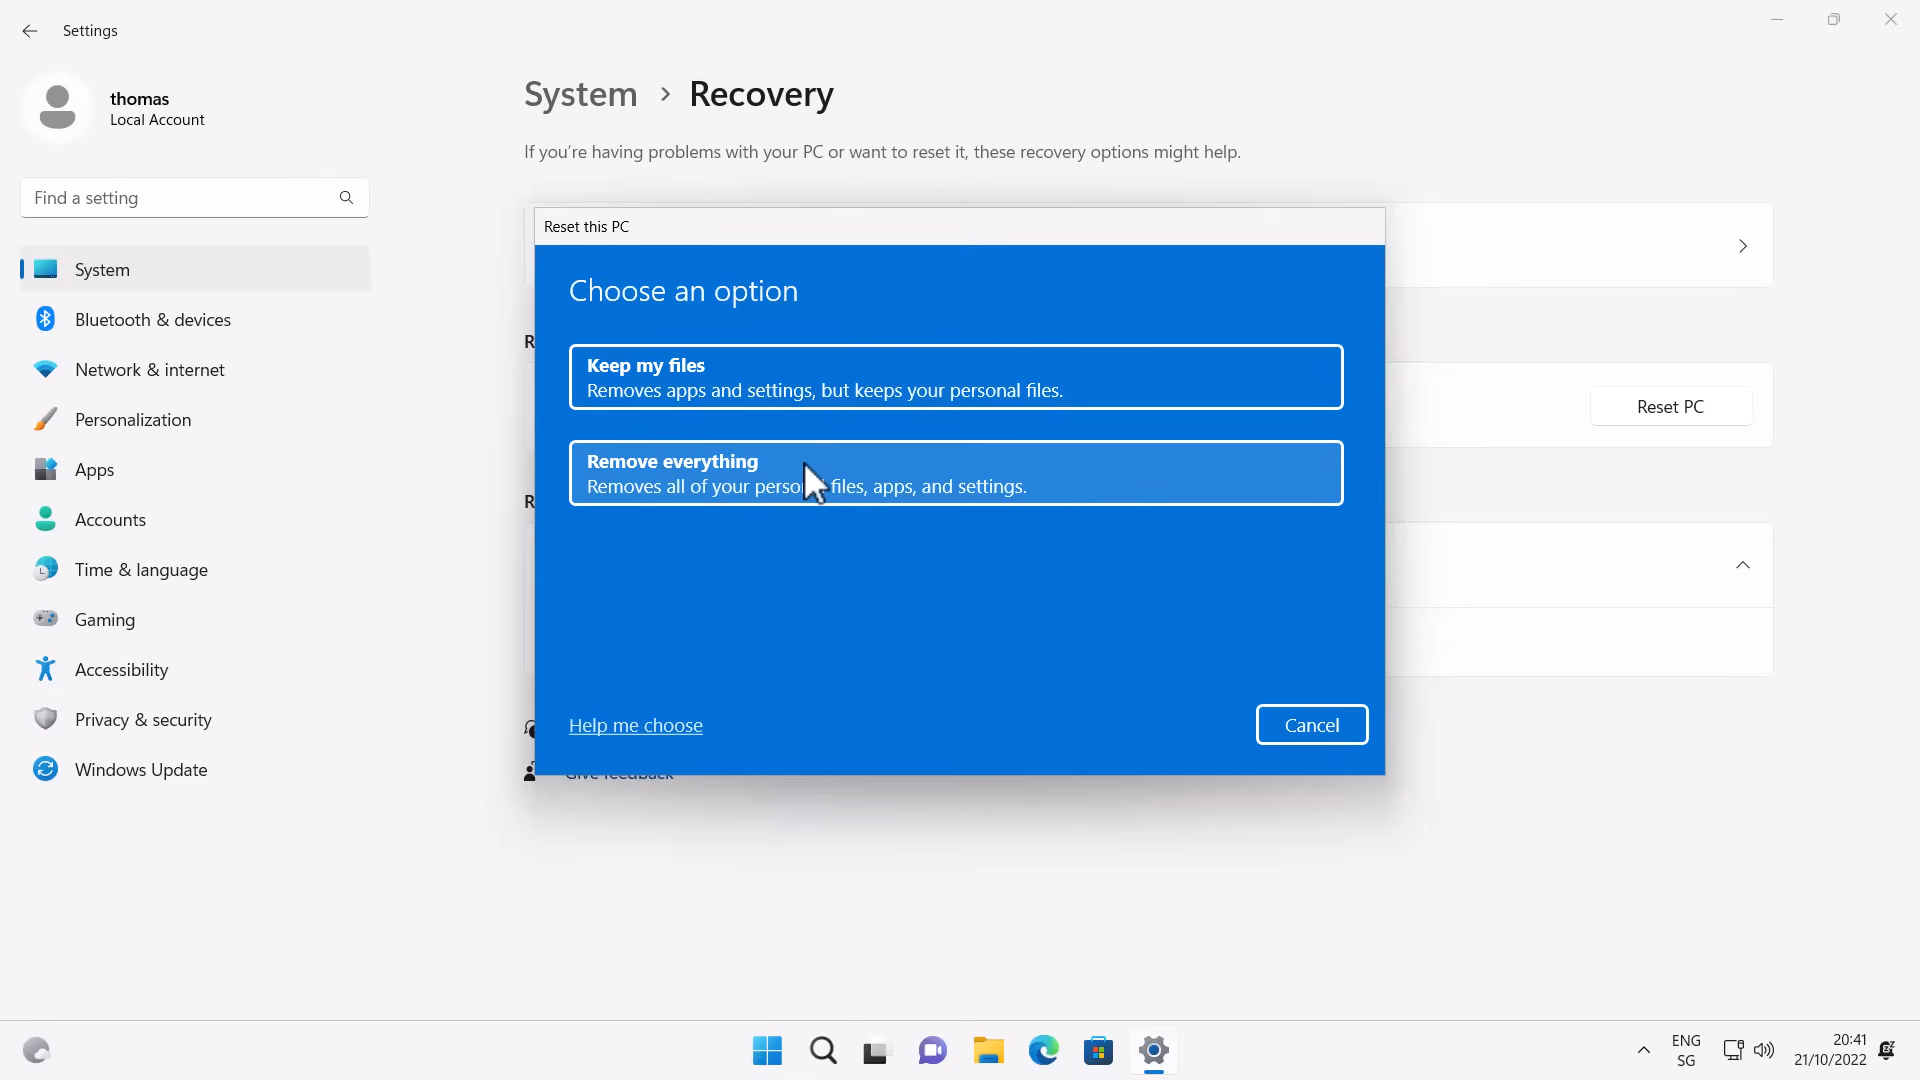 Settings
thomas
Local Account
Find a setting
System
Bluetooth & devices
Network & internet
Personalization
Apps
Accounts
Time & language
Gaming
Accessibility
Privacy & security
Windows Update
System > Recovery
If you're having problems with your PC or want to reset it, these recovery options might help.
Reset this PC
Choose an option
Keep my files
Removes apps and settings, but keeps your personal files.
Remove everything
Removes all of your files, apps, and settings.
Help me choose
Cancel
R
Reset PC
R
ENG
SG
20:41
21/10/2022